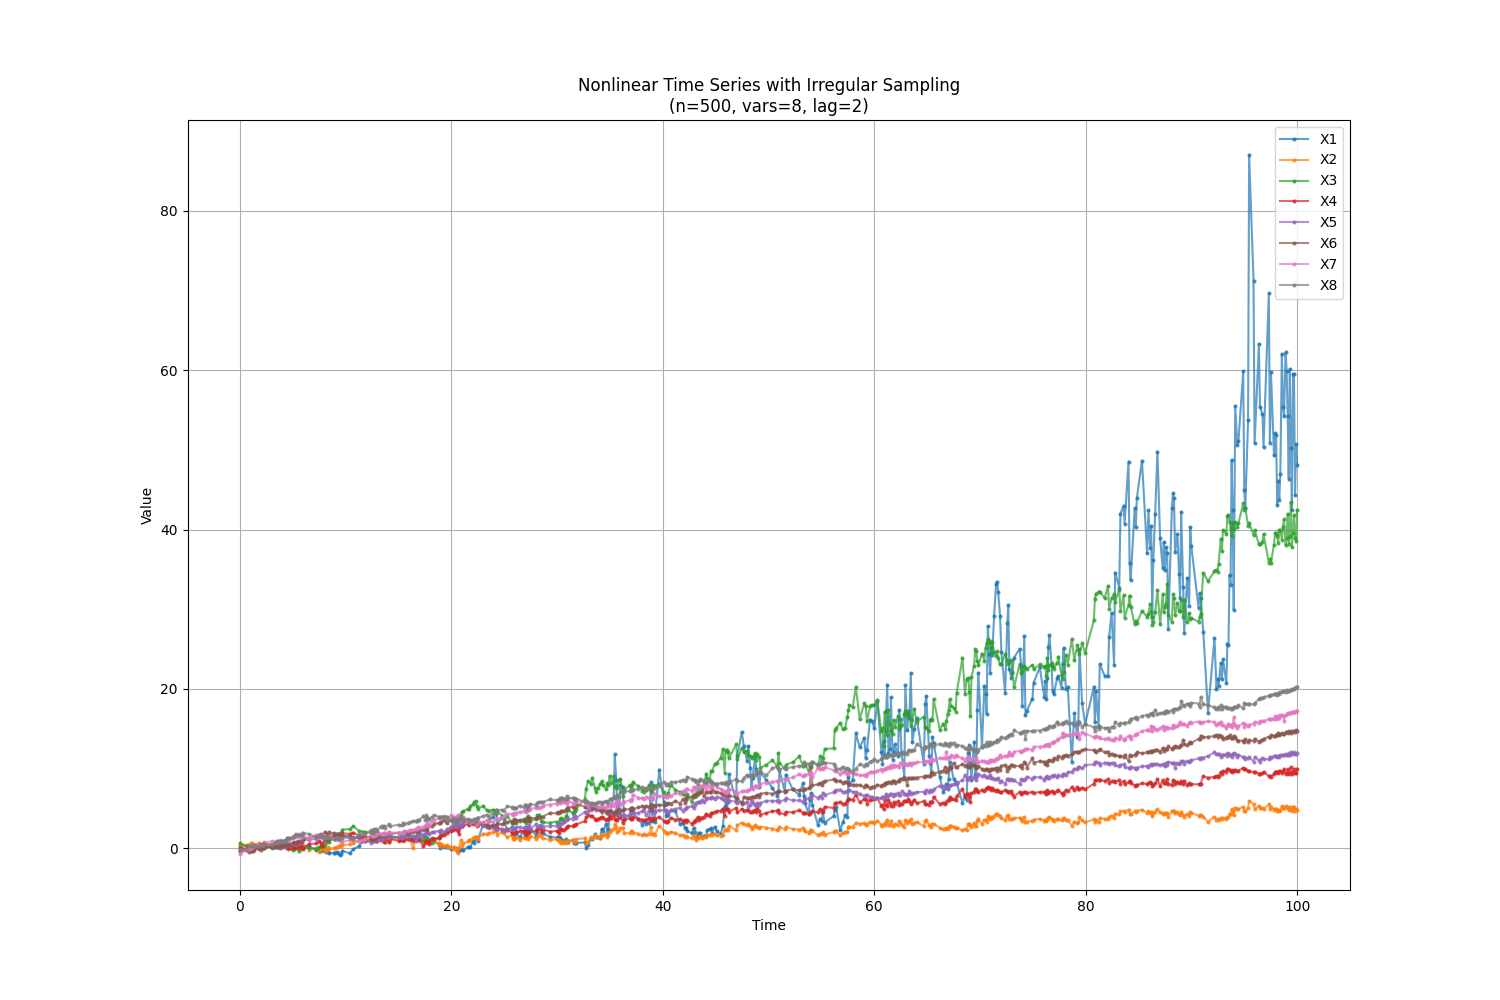 Nonlinear Time Series with Irregular Sampling
(n=500, vars=8, lag=2)
X1
X2
X3
X4
X5
X6
X7
X8
Value
80
60
40
20
0
0 20 40 60 80 100
Time